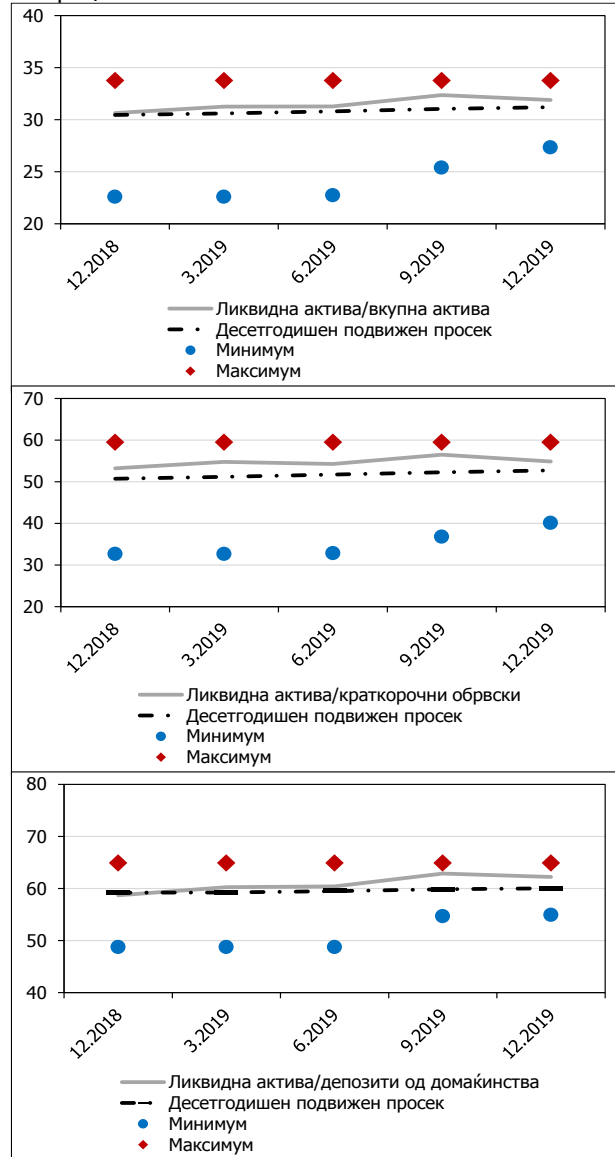 40
35
30
25
20
12.2018
3.2019
6.2019
9.2019
12.2019
Ликвидна актива/вкупна актива
Десетгодишен подвижен просек
Минимум
Максимум
70
60
50
40
30
20
12.2018
3.2019
6.2019
9.2019
12.2019
Ликвидна актива/краткорочни обрвски
Десетгодишен подвижен просек
Минимум
Максимум
80
70
60
50
40
12.2018
3.2019
6.2019
9.2019
12.2019
Ликвидна актива/депозити од домаќинства
Десетгодишен подвижен просек
Минимум
Максимум